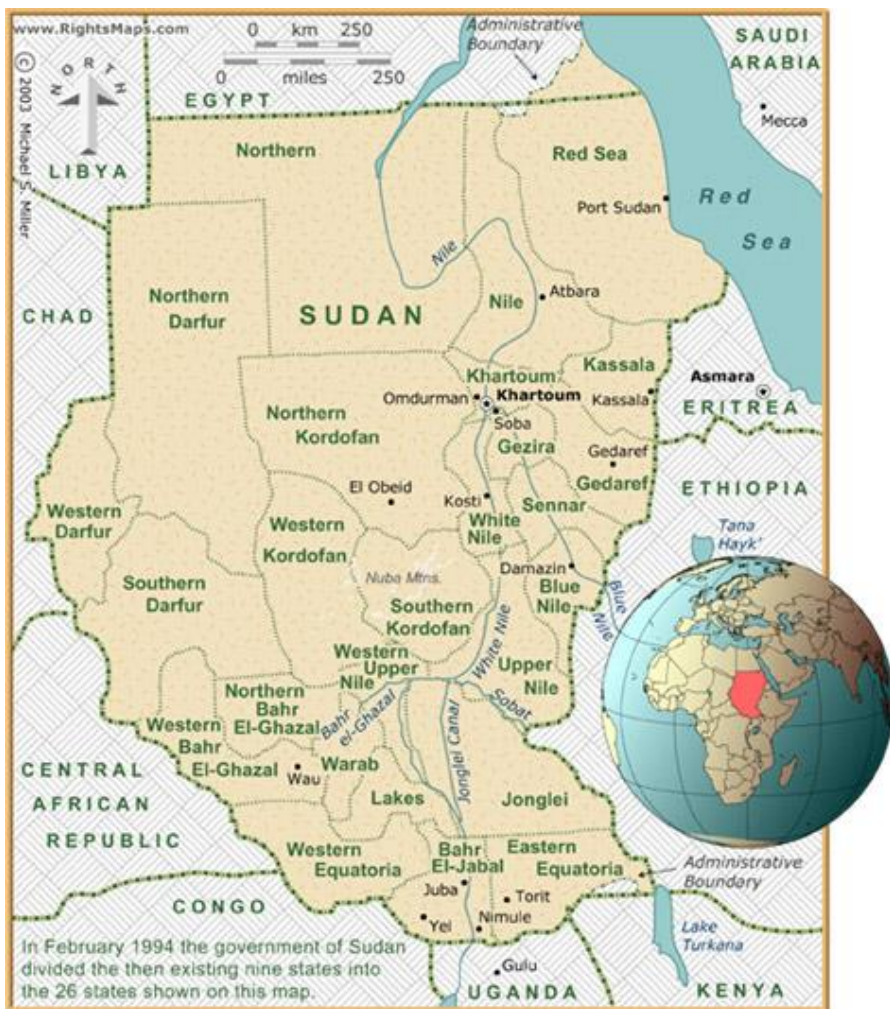 www.RightsMaps.com
0 km 250
0 miles 250
Administrative
Boundary
SAUDI
ARABIA
NORTH
© 2003 Michael S. Miller
EGYPT
LIBYA
Mecca
Northern
Red Sea
Port Sudan
Red
Sea
Nile
Northern
Darfur
CHAD
SUDAN
Nile
Atbara
Kassala
Khartoum
Asmara
Omdurman
Khartoum
Kassala
ERITREA
Northern
Kordofan
Soba
Gezira
Gedaref
Gedaref
El Obeid
ETHIOPIA
Kosti
Sennar
Western
Darfur
Western
Kordofan
White
Nile
Tana
Hayk'
Damazin
Blue
Nile
Blue
Nile
Nuba Mtns.
Southern
Darfur
Southern
Kordofan
White Nile
Western
Upper
Nile
Upper
Nile
Northern
Bahr
El-Ghazal
Bahr
el-Ghazal
Sobat
Western
Bahr
El-Ghazal
Jonglei Canal
Wau
Warab
CENTRAL
AFRICAN
REPUBLIC
Lakes
Jonglei
Western
Equatoria
Bahr
El-Jabal
Eastern
Equatoria
Administrative
Boundary
Juba
Torit
CONGO
Yei
Nimule
Lake
Turkana
In February 1994 the government of Sudan
divided the then existing nine states into
the 26 states shown on this map.
Gulu
UGANDA
KENYA